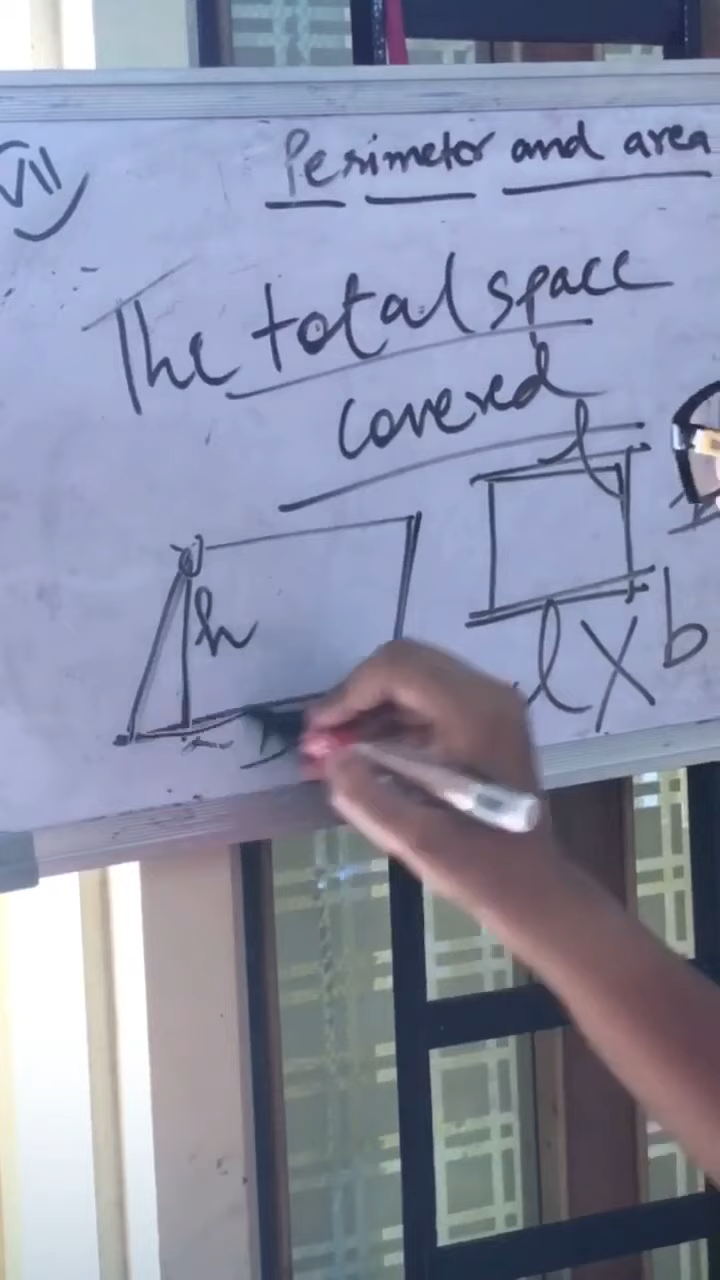 VII
Perimeter and area
The total space
covered
l
h
l X b